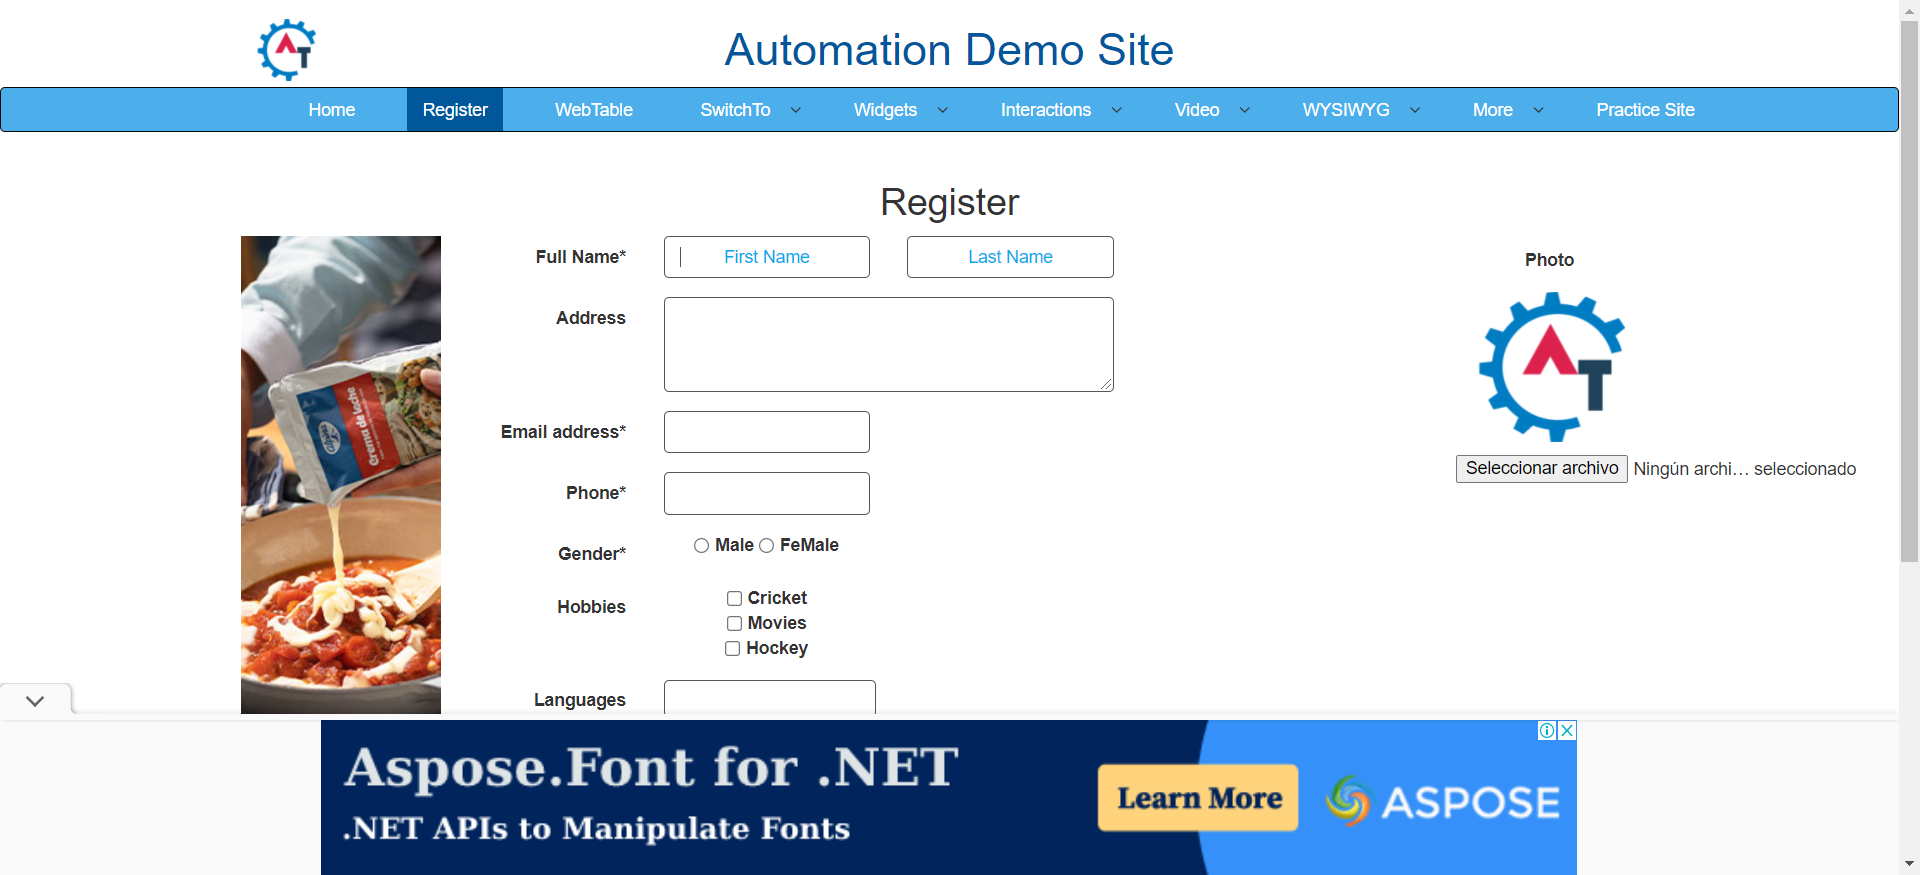 AT
Automation Demo Site
Home Register WebTable SwitchTo Widgets Interactions Video WYSIWYG More Practice Site
Register
Full Name* First Name Last Name
Photo
Address
AT
Email address*
Seleccionar archivo Ningún archi… seleccionado
Phone*
Gender* Male FeMale
Hobbies Cricket
Movies
Hockey
Languages
Crema de leche
Aspose.Font for .NET
.NET APIs to Manipulate Fonts
Learn More
ASPOSE